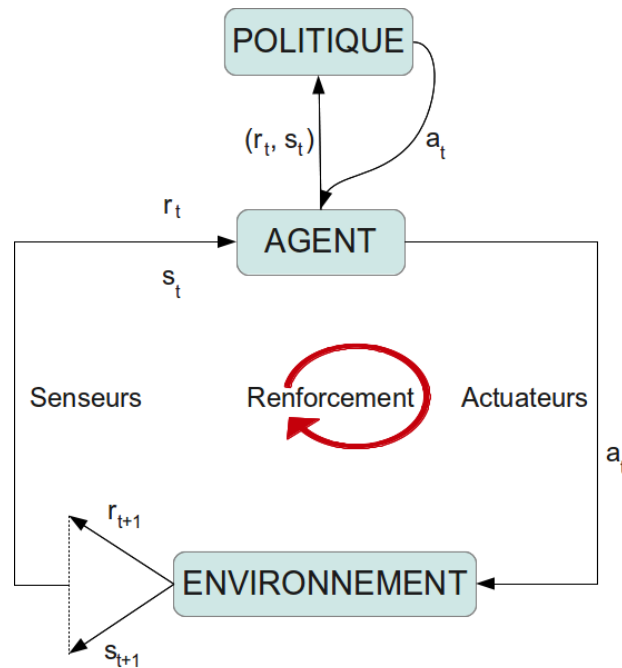 POLITIQUE
(r_t, s_t)
a_t
r_t
AGENT
s_t
Senseurs
Renforcement
Actuateurs
a_t
r_t+1
ENVIRONNEMENT
s_t+1